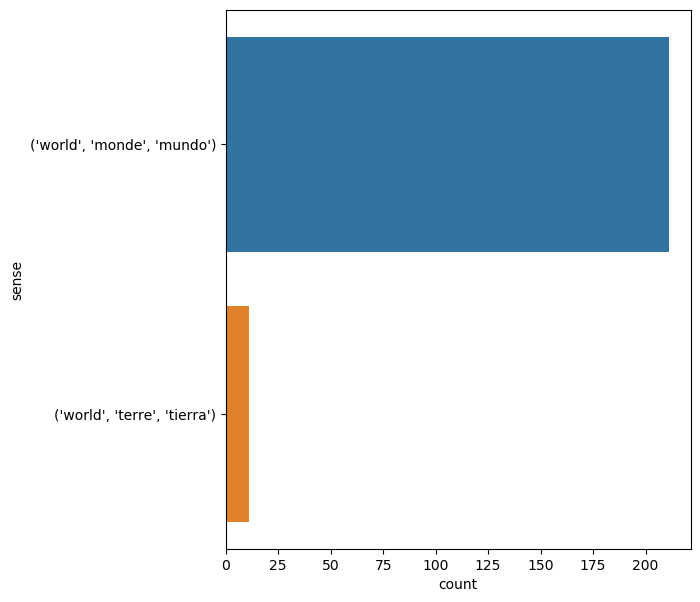 ('world', 'monde', 'mundo')
sense
('world', 'terre', 'tierra')
0 25 50 75 100 125 150 175 200
count